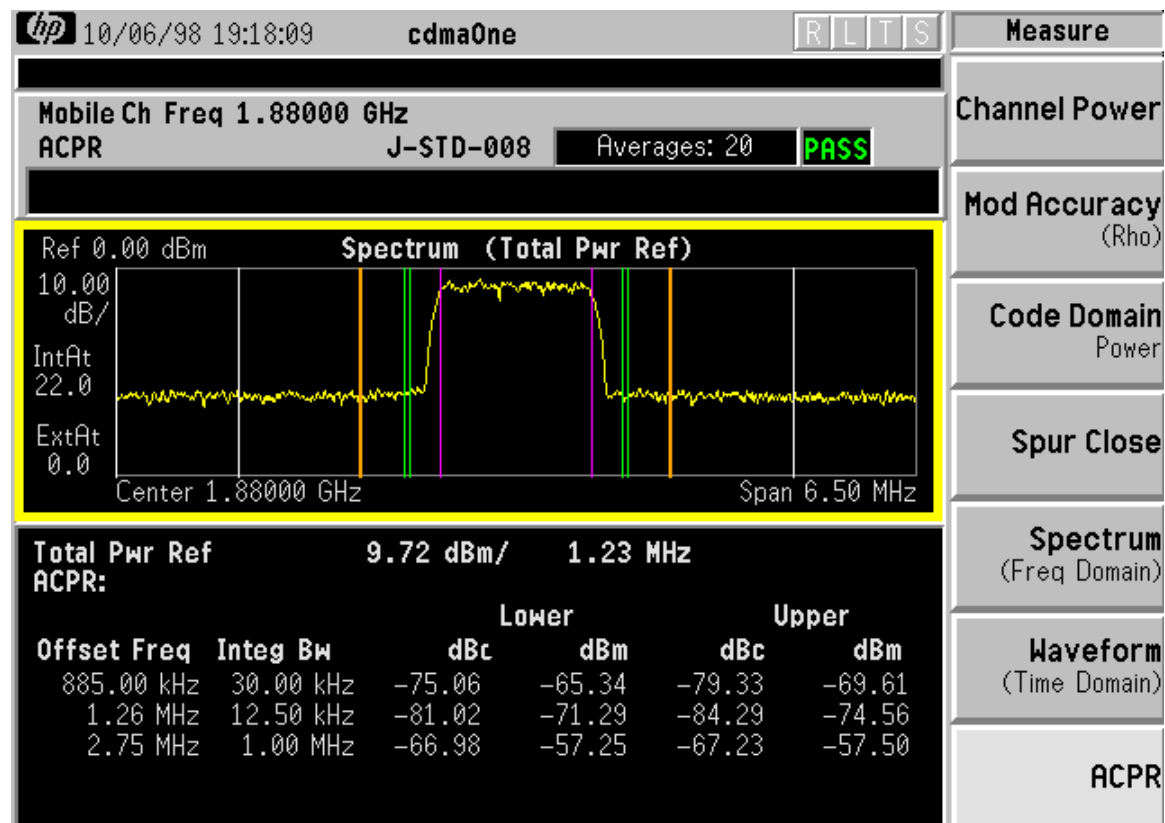 hp 10/06/98 19:18:09 cdmaOne R L T S Measure
Mobile Ch Freq 1.88000 GHz
ACPR J-STD-008 Averages: 20 PASS
Ref 0.00 dBm Spectrum (Total Pwr Ref)
10.00
dB/
IntAt
22.0
ExtAt
0.0
Center 1.88000 GHz Span 6.50 MHz
Total Pwr Ref 9.72 dBm/ 1.23 MHz
ACPR:
Lower Upper
Offset Freq Integ Bw dBc dBm dBc dBm
885.00 kHz 30.00 kHz -75.06 -65.34 -79.33 -69.61
1.26 MHz 12.50 kHz -81.02 -71.29 -84.29 -74.56
2.75 MHz 1.00 MHz -66.98 -57.25 -67.23 -57.50
Channel Power
Mod Accuracy
(Rho)
Code Domain
Power
Spur Close
Spectrum
(Freq Domain)
Waveform
(Time Domain)
ACPR